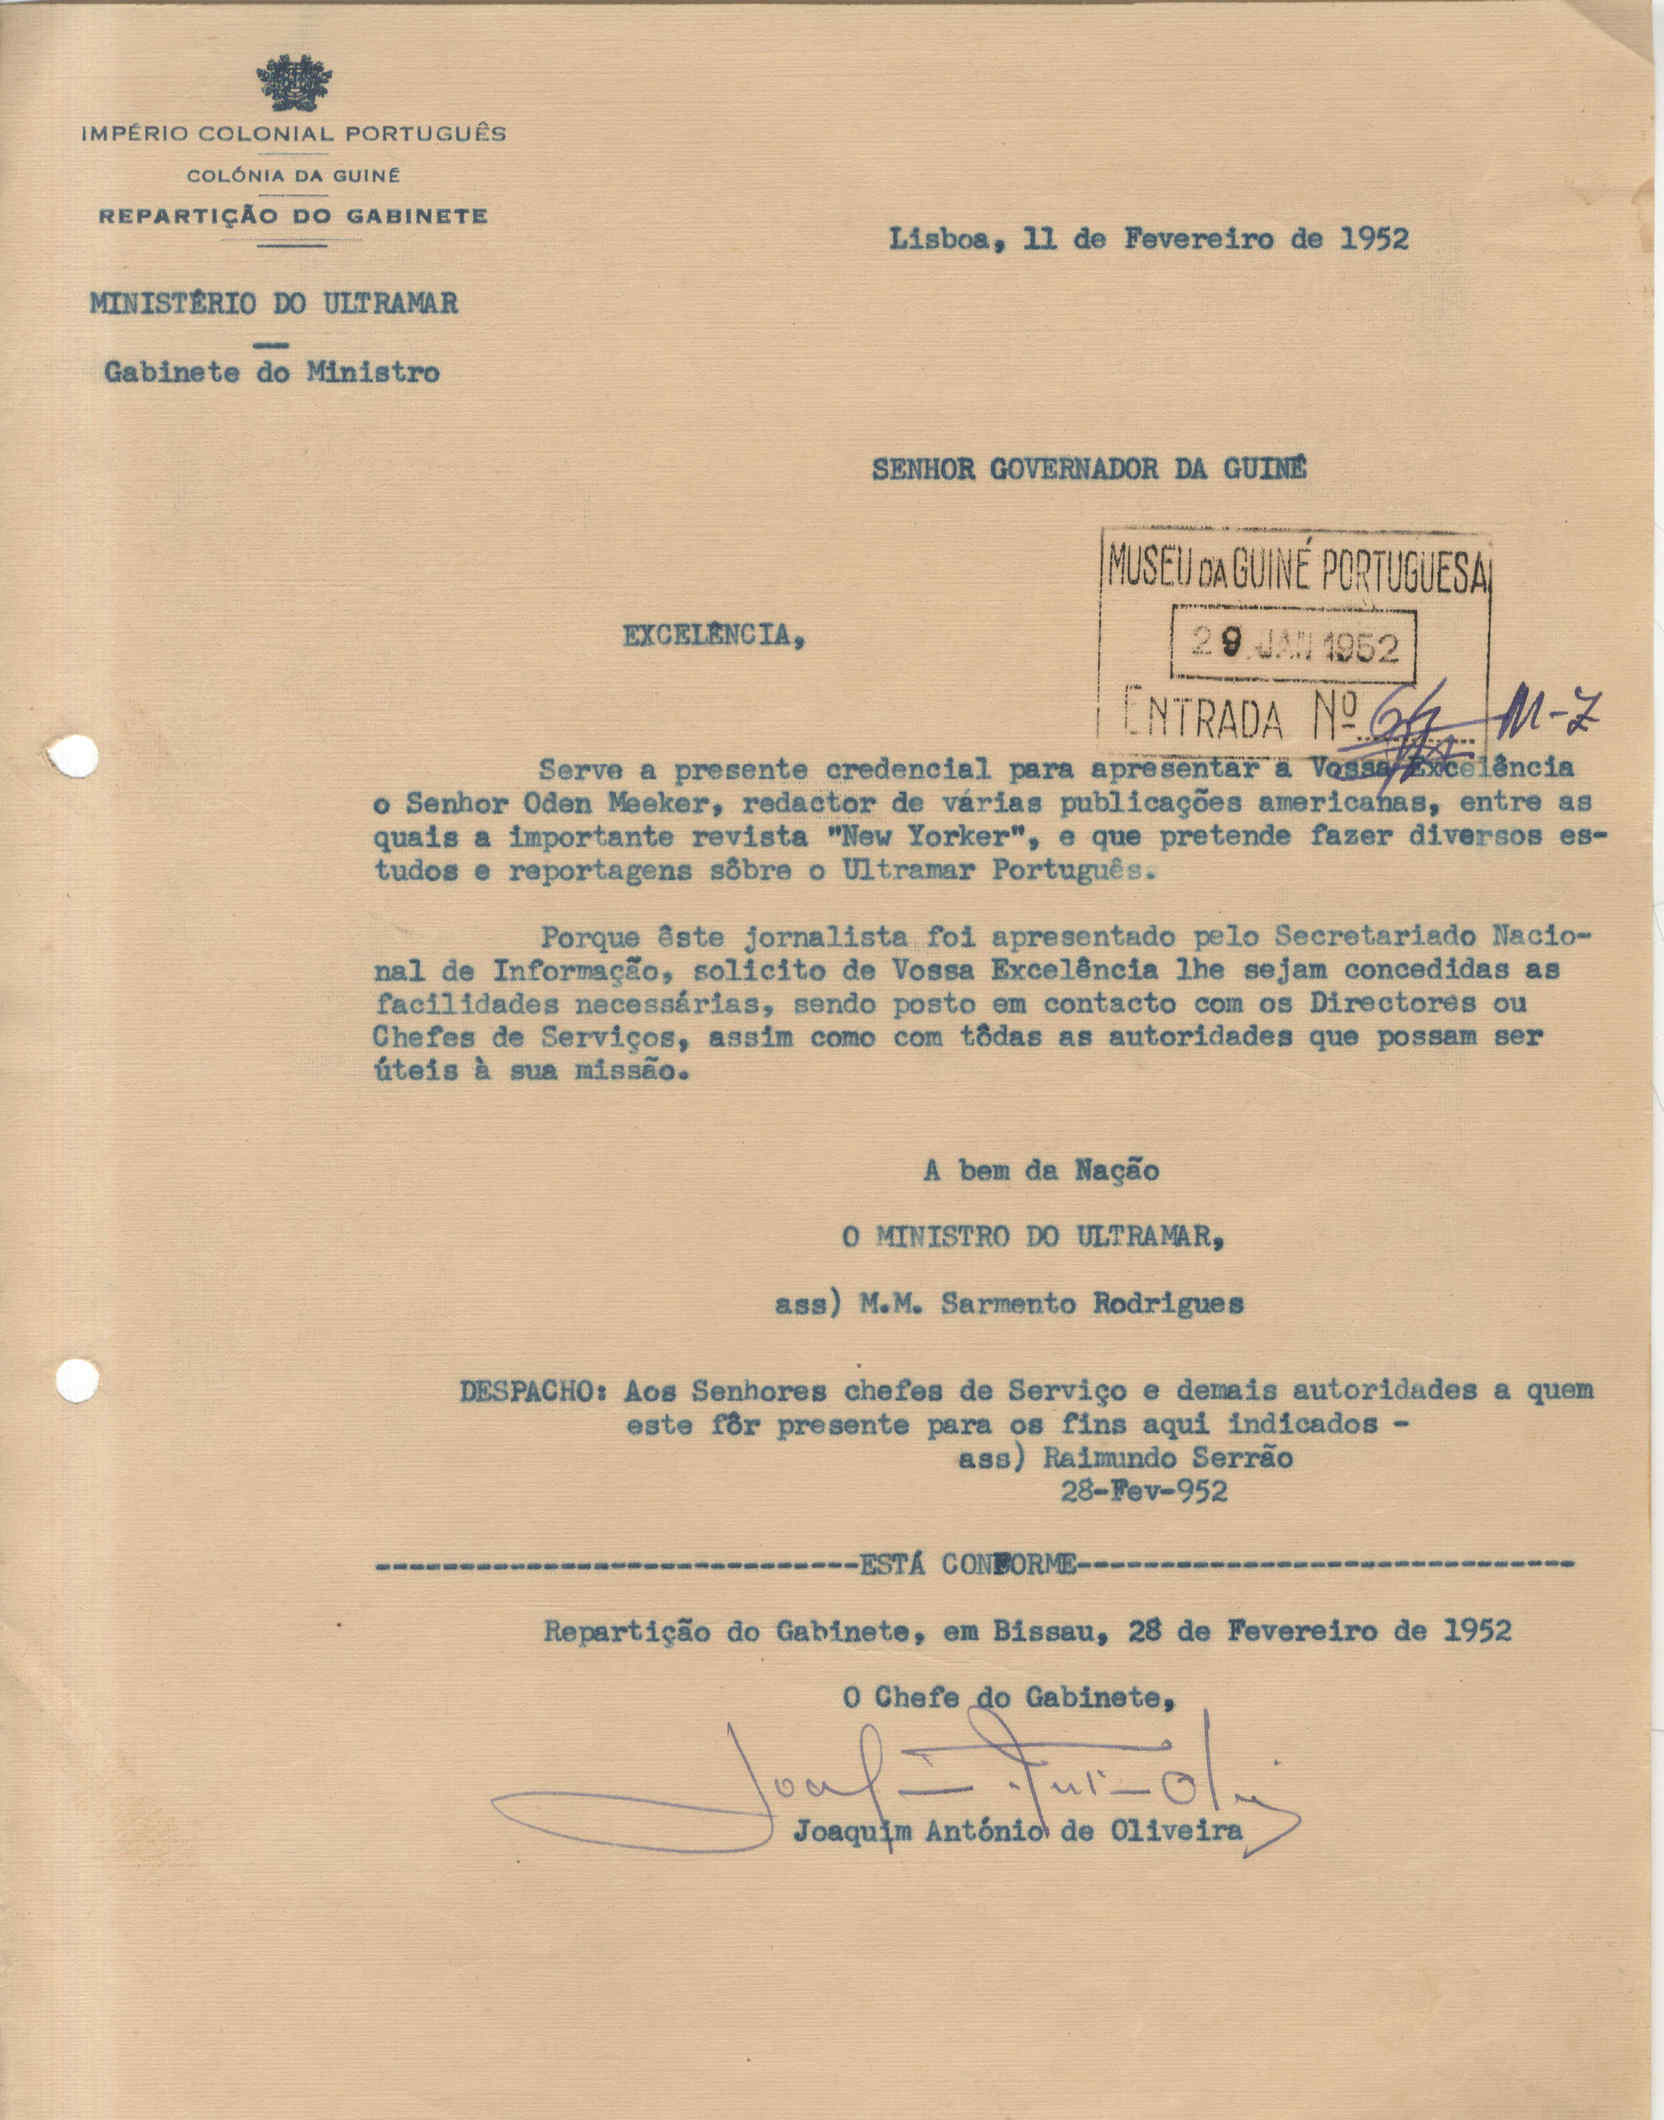 IMPÉRIO COLONIAL PORTUGUÊS
COLÓNIA DA GUINÉ
REPARTIÇÃO DO GABINETE
Lisboa, 11 de Fevereiro de 1952
MINISTÉRIO DO ULTRAMAR
Gabinete do Ministro
SENHOR GOVERNADOR DA GUINÉ
MUSEU DA GUINÉ PORTUGUESA
29 JAN 1952
ENTRADA Nº
M-Z
EXCELÊNCIA,
Serve a presente credencial para apresentar a Vossa Excelência
o Senhor Oden Meeker, redactor de várias publicações americanas, entre as
quais a importante revista "New Yorker", e que pretende fazer diversos es-
tudos e reportagens sôbre o Ultramar Português.
Porque êste jornalista foi apresentado pelo Secretariado Nacio-
nal de Informação, solicito de Vossa Excelência lhe sejam concedidas as
facilidades necessárias, sendo posto em contacto com os Directores ou
Chefes de Serviços, assim como com tôdas as autoridades que possam ser
úteis à sua missão.
A bem da Nação
O MINISTRO DO ULTRAMAR,
ass) M.M. Sarmento Rodrigues
DESPACHO: Aos Senhores chefes de Serviço e demais autoridades a quem
este fôr presente para os fins aqui indicados -
ass) Raimundo Serrão
28-Fev-952
-----------------------------ESTÁ CONFORME------------------------------
Repartição do Gabinete, em Bissau, 28 de Fevereiro de 1952
O Chefe do Gabinete,
Joaquim António de Oliveira